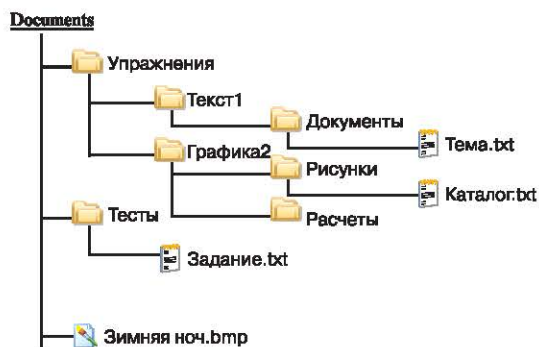 Documents
Упражнения
Текст1
Документы
Тема.txt
Графика2
Рисунки
Каталог.txt
Расчеты
Тесты
Задание.txt
Зимняя ноч.bmp